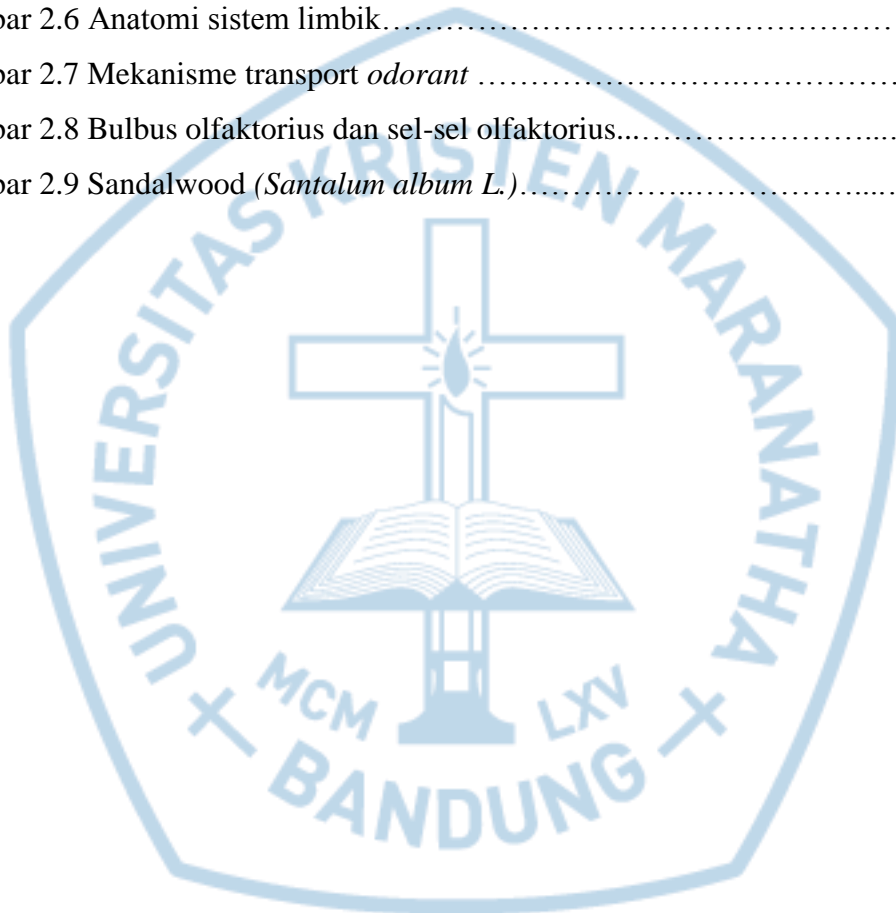 bar 2.6 Anatomi sistem limbik…………………………………………
bar 2.7 Mekanisme transport odorant …………………….……………
bar 2.8 Bulbus olfaktorius dan sel-sel olfaktorius...…………………....
bar 2.9 Sandalwood (Santalum album L.)……………..……………...…
UNIVERSITAS KRISTEN MARANATHA
MCM LXV
BANDUNG